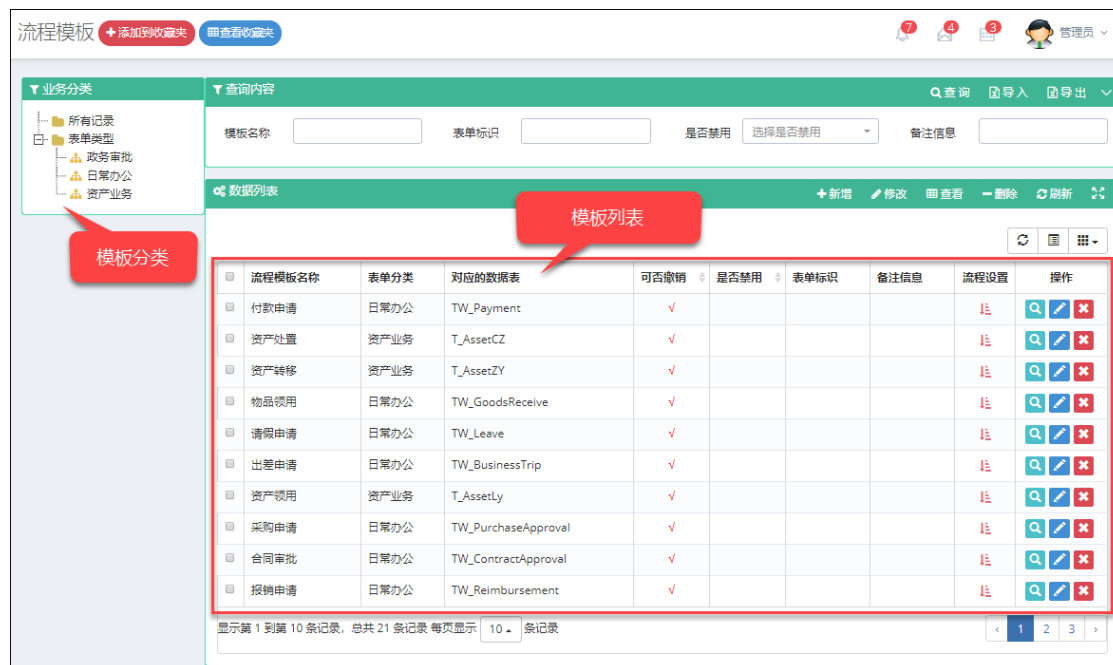 流程模板 添加到收藏夹 查看收藏夹 7 4 3 管理员
业务分类
所有记录
表单类型
政务审批
日常办公
资产业务
模板分类
查询内容 查询 导入 导出
模板名称 表单标识 是否禁用 选择是否禁用 备注信息
数据列表 新增 修改 查看 删除 刷新
模板列表
流程模板名称 表单分类 对应的数据表 可否撤销 是否禁用 表单标识 备注信息 流程设置 操作
付款申请 日常办公 TW_Payment √
资产处置 资产业务 T_AssetCZ √
资产转移 资产业务 T_AssetZY √
物品领用 日常办公 TW_GoodsReceive √
请假申请 日常办公 TW_Leave √
出差申请 日常办公 TW_BusinessTrip √
资产领用 资产业务 T_AssetLy √
采购申请 日常办公 TW_PurchaseApproval √
合同审批 日常办公 TW_ContractApproval √
报销申请 日常办公 TW_Reimbursement √
显示第 1 到第 10 条记录，总共 21 条记录 每页显示 10 条记录 ‹ 1 2 3 ›